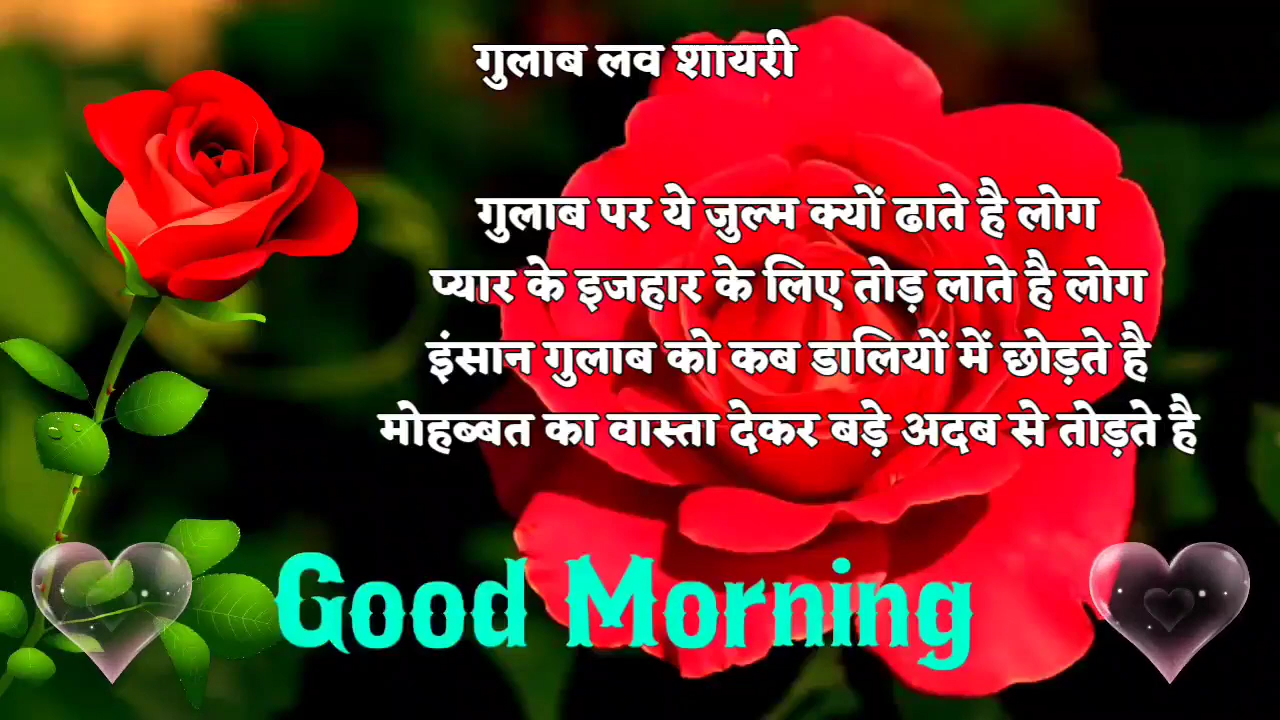 गुलाब लव शायरी
गुलाब पर ये जुल्म क्यों ढाते है लोग
प्यार के इजहार के लिए तोड़ लाते है लोग
इंसान गुलाब को कब डालियों में छोड़ते है
मोहब्बत का वास्ता देकर बड़े अदब से तोड़ते है
Good Morning